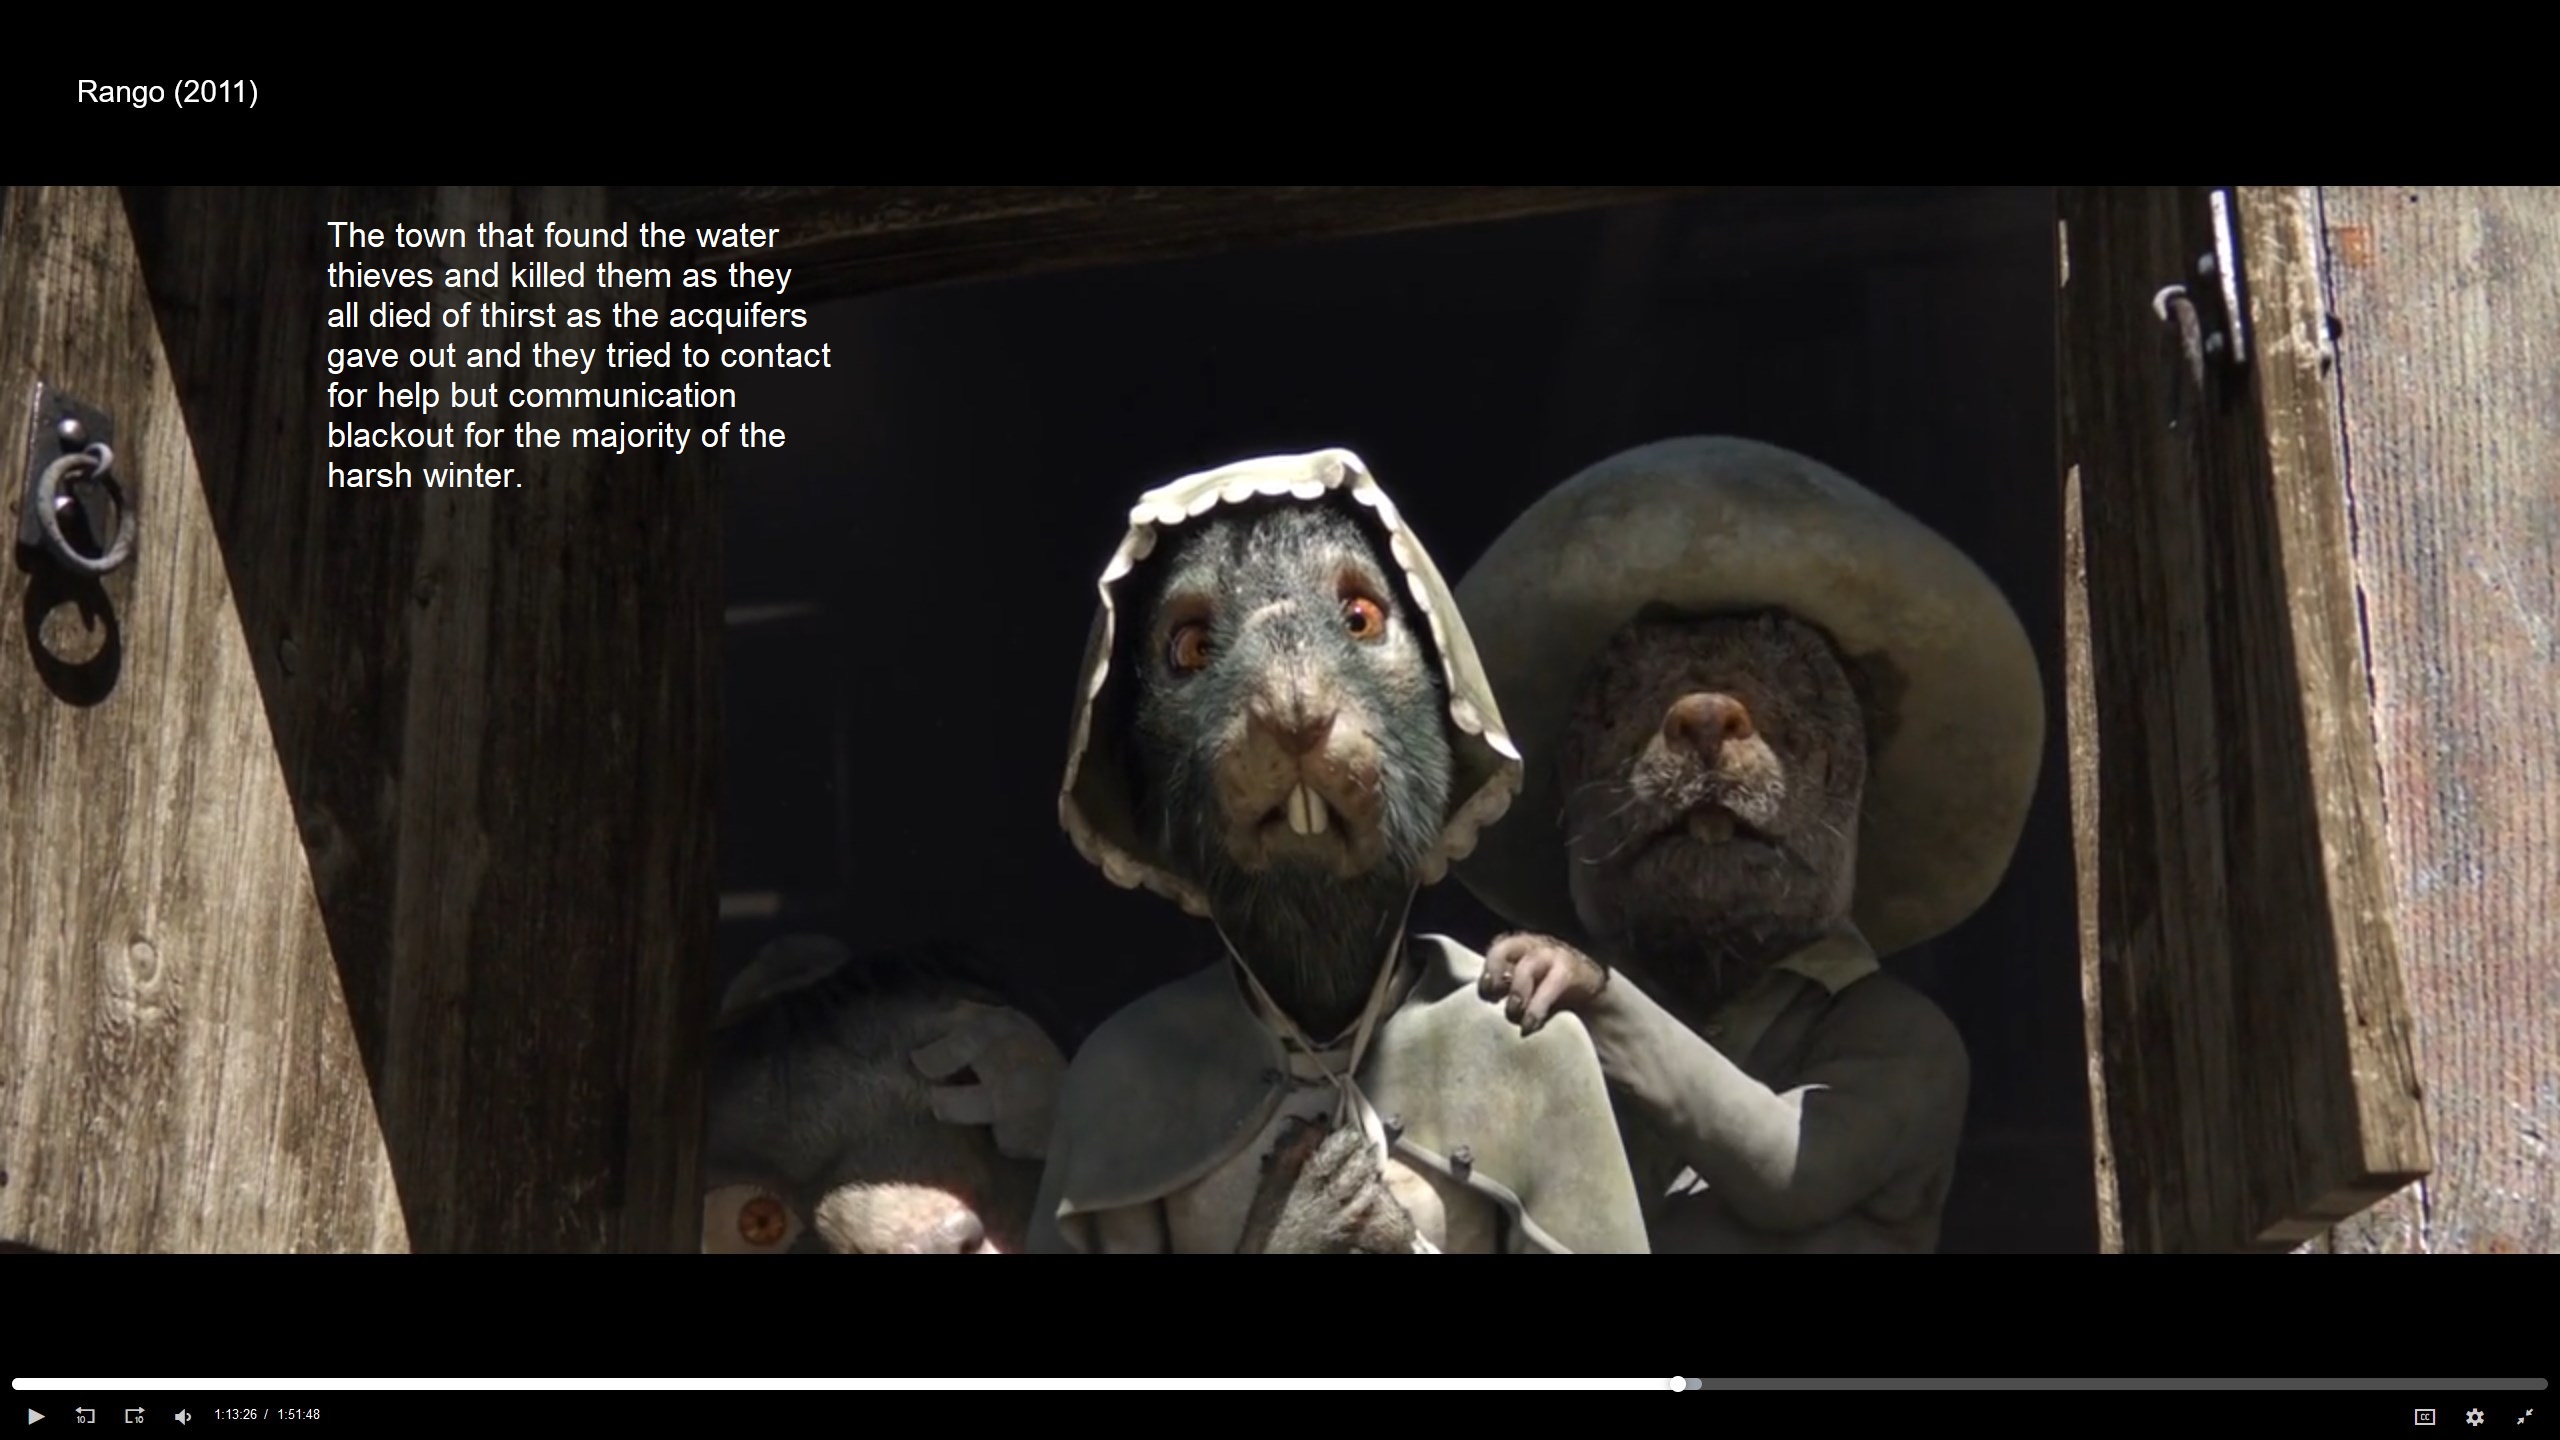 Rango (2011)
The town that found the water
thieves and killed them as they
all died of thirst as the acquifers
gave out and they tried to contact
for help but communication
blackout for the majority of the
harsh winter.
10
10
1:13:26 / 1:51:48
CC